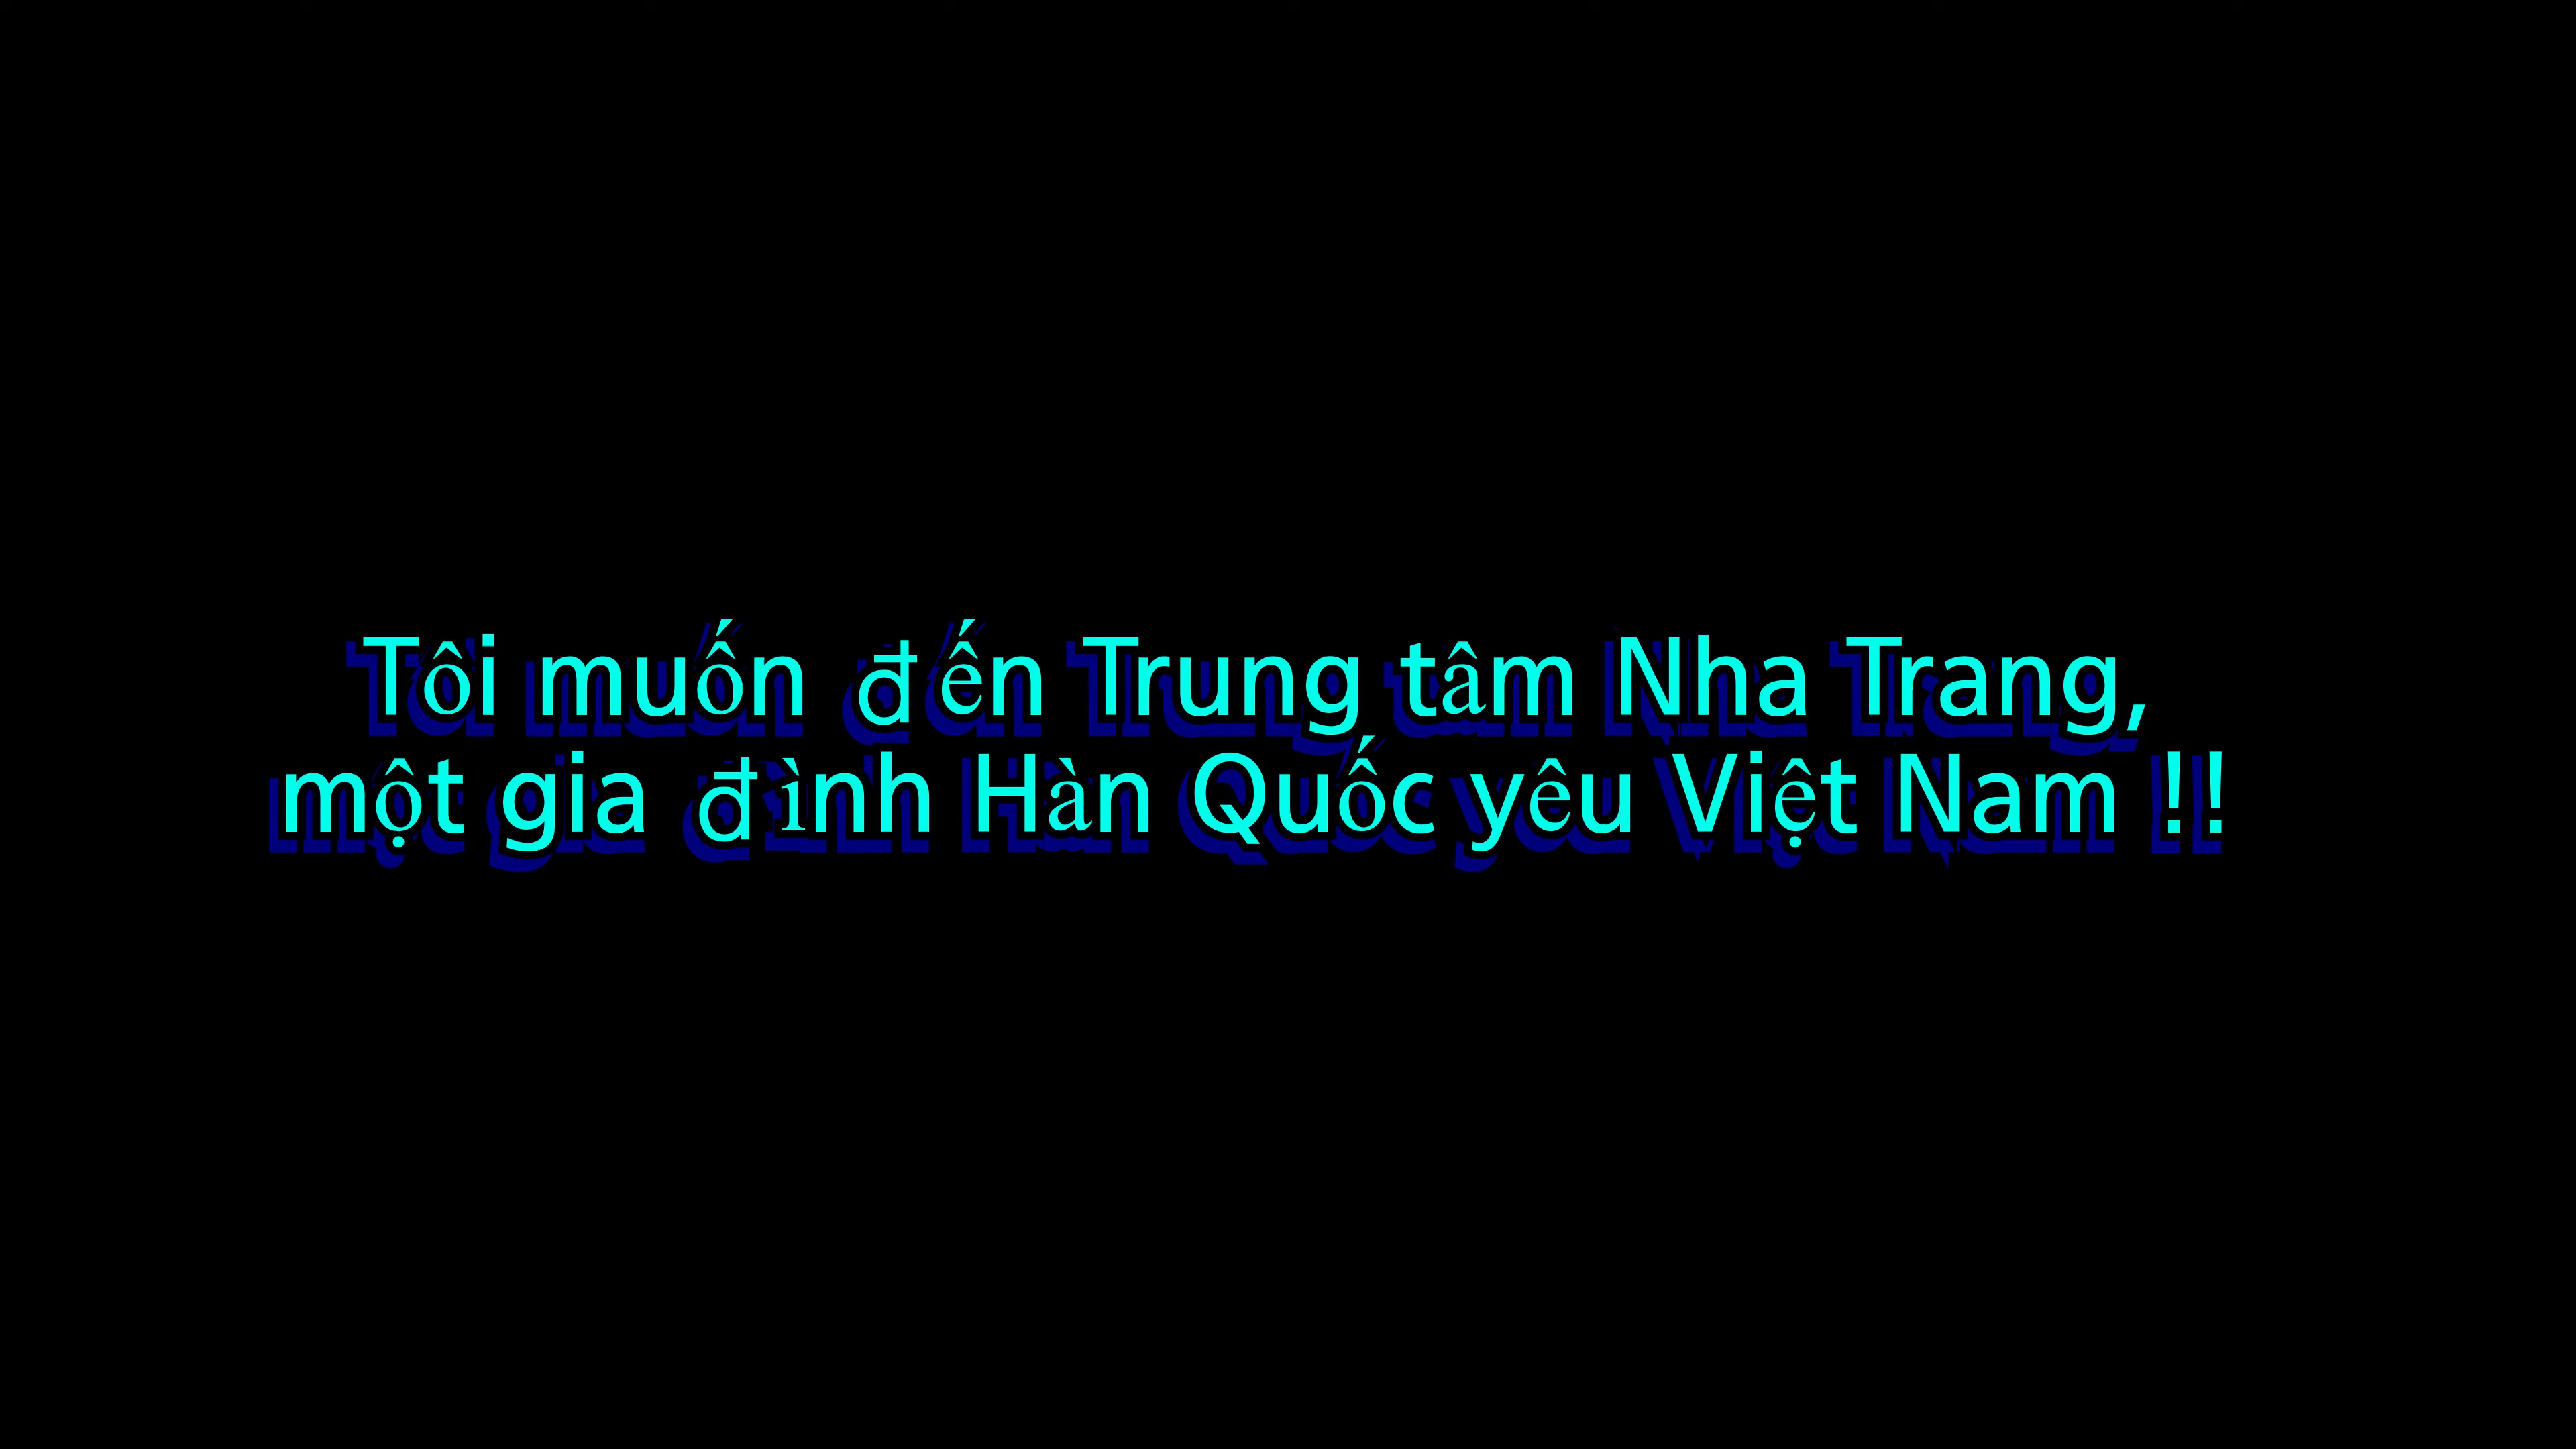 Tôi muốn đến Trung tâm Nha Trang,
một gia đình Hàn Quốc yêu Việt Nam !!